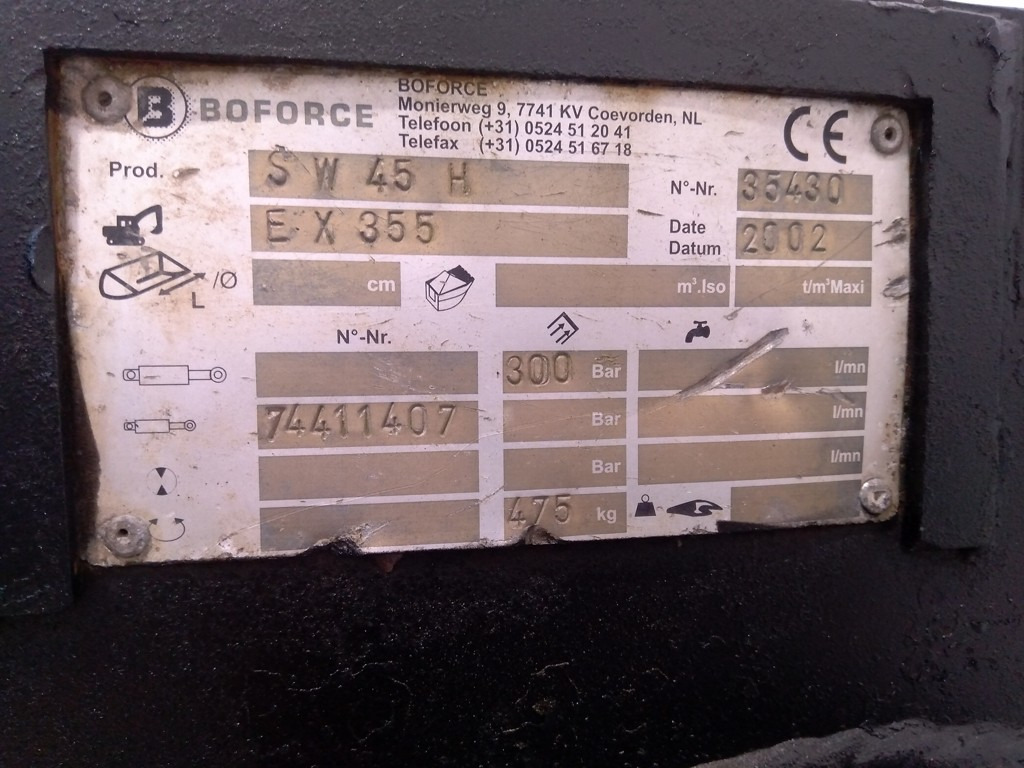 B BOFORCE
BOFORCE
Monierweg 9, 7741 KV Coevorden, NL
Telefoon (+31) 0524 51 20 41
Telefax (+31) 0524 51 67 18
CE
Prod. SW 45 H
N°-Nr. 35430
EX 355
Date
Datum 2002
L /Ø cm m³.Iso t/m³Maxi
N°-Nr.
300 Bar l/mn
74411407 Bar l/mn
Bar l/mn
475 kg